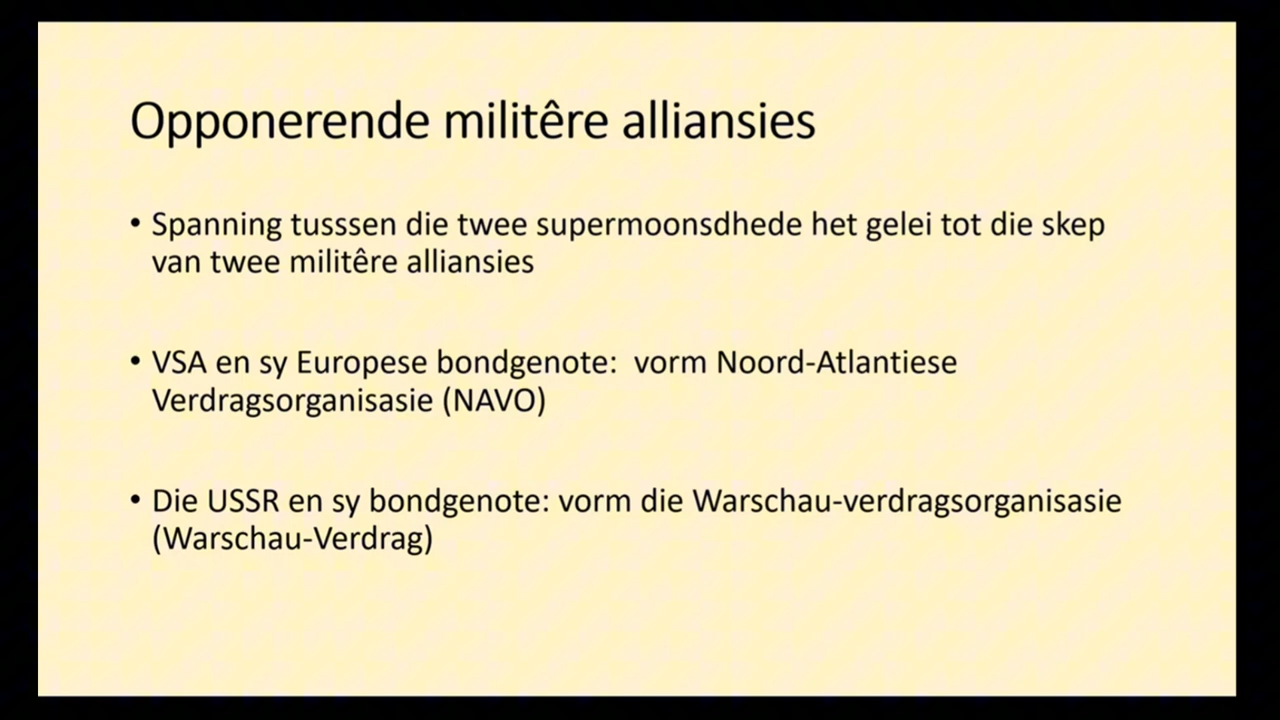 Opponerende militêre alliansies
• Spanning tusssen die twee supermoonsdhede het gelei tot die skep
van twee militêre alliansies
• VSA en sy Europese bondgenote:  vorm Noord-Atlantiese
Verdragsorganisasie (NAVO)
• Die USSR en sy bondgenote: vorm die Warschau-verdragsorganisasie
(Warschau-Verdrag)